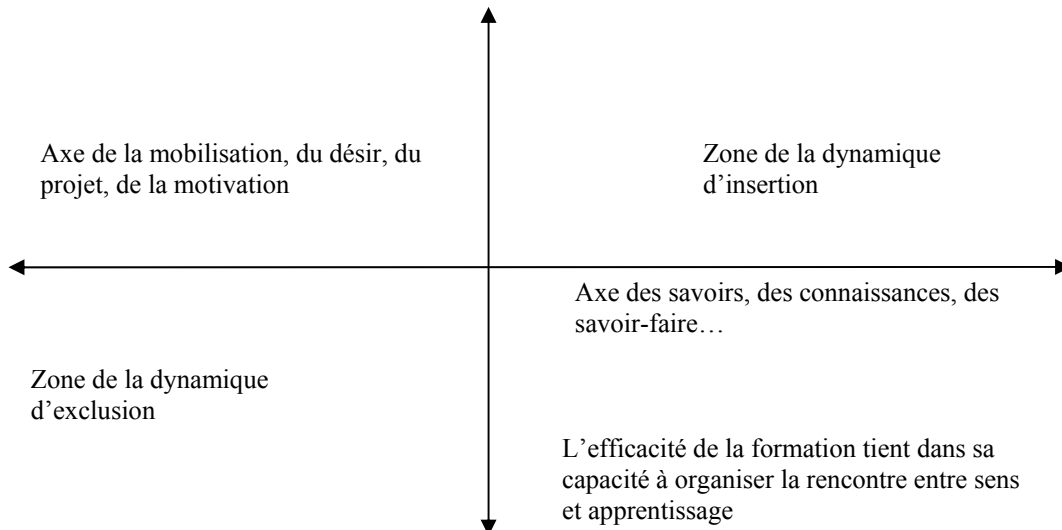 Axe de la mobilisation, du désir, du
projet, de la motivation
Zone de la dynamique
d’insertion
Axe des savoirs, des connaissances, des
savoir-faire…
Zone de la dynamique
d’exclusion
L’efficacité de la formation tient dans sa
capacité à organiser la rencontre entre sens
et apprentissage